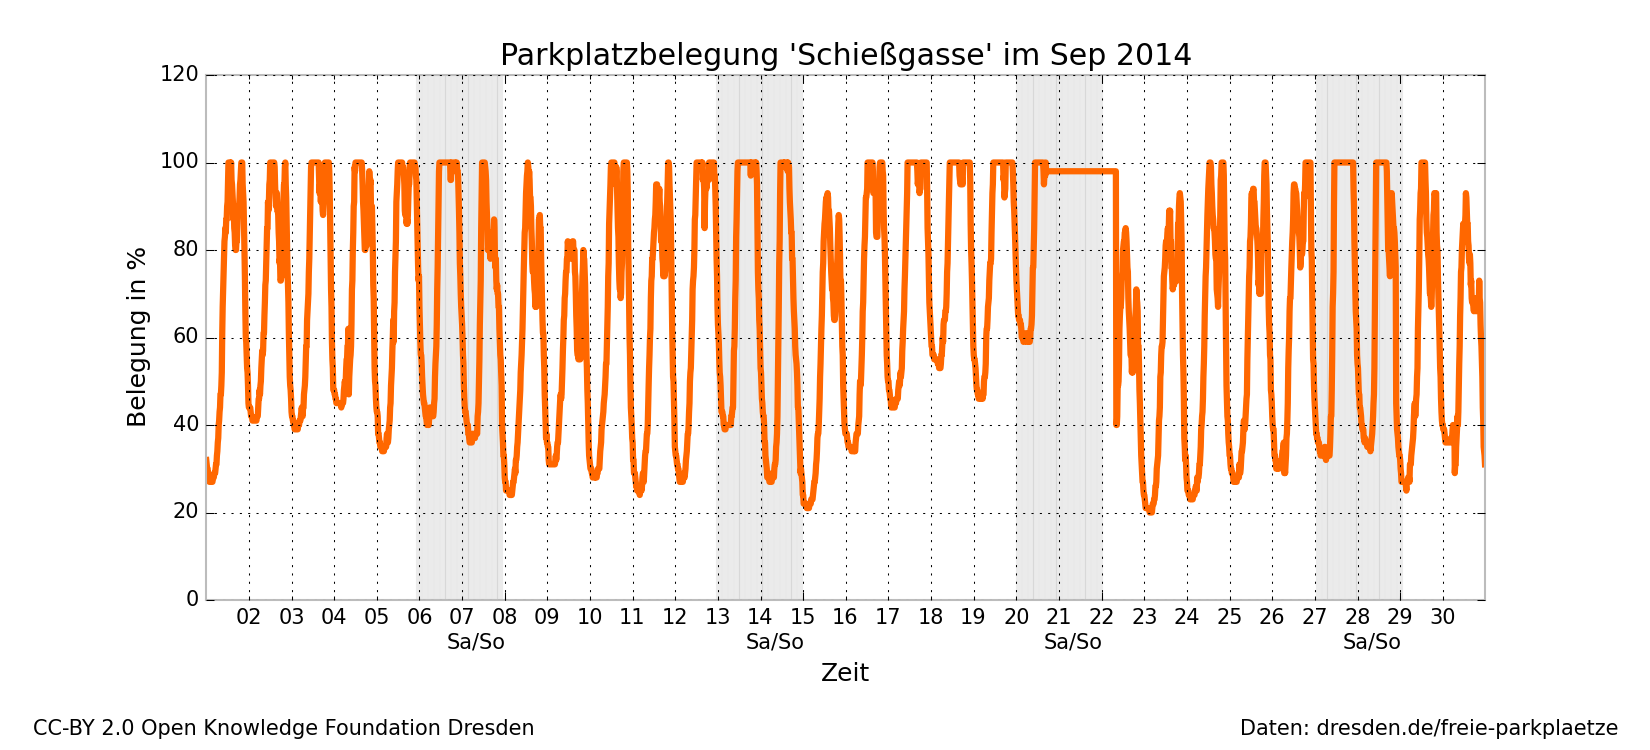 Parkplatzbelegung 'Schießgasse' im Sep 2014
120
100
80
60
40
20
0
Belegung in %
02 03 04 05 06 07 08 09 10 11 12 13 14 15 16 17 18 19 20 21 22 23 24 25 26 27 28 29 30
Sa/So Sa/So Sa/So Sa/So
Zeit
CC-BY 2.0 Open Knowledge Foundation Dresden
Daten: dresden.de/freie-parkplaetze